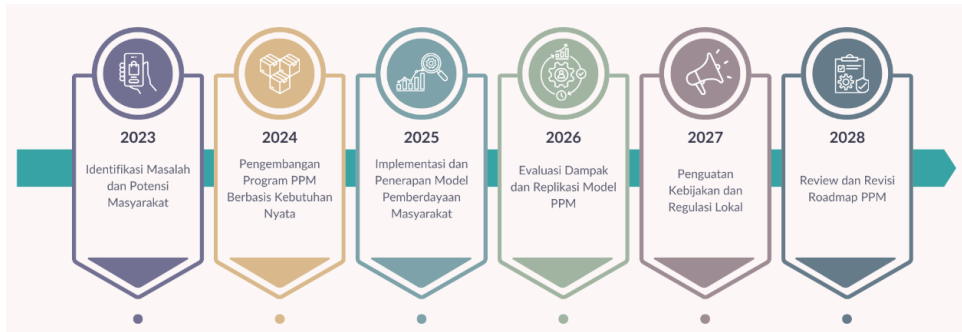 2023
Identifikasi Masalah
dan Potensi
Masyarakat
2024
Pengembangan
Program PPM
Berbasis Kebutuhan
Nyata
2025
Implementasi dan
Penerapan Model
Pemberdayaan
Masyarakat
2026
Evaluasi Dampak
dan Replikasi Model
PPM
2027
Penguatan
Kebijakan dan
Regulasi Lokal
2028
Review dan Revisi
Roadmap PPM